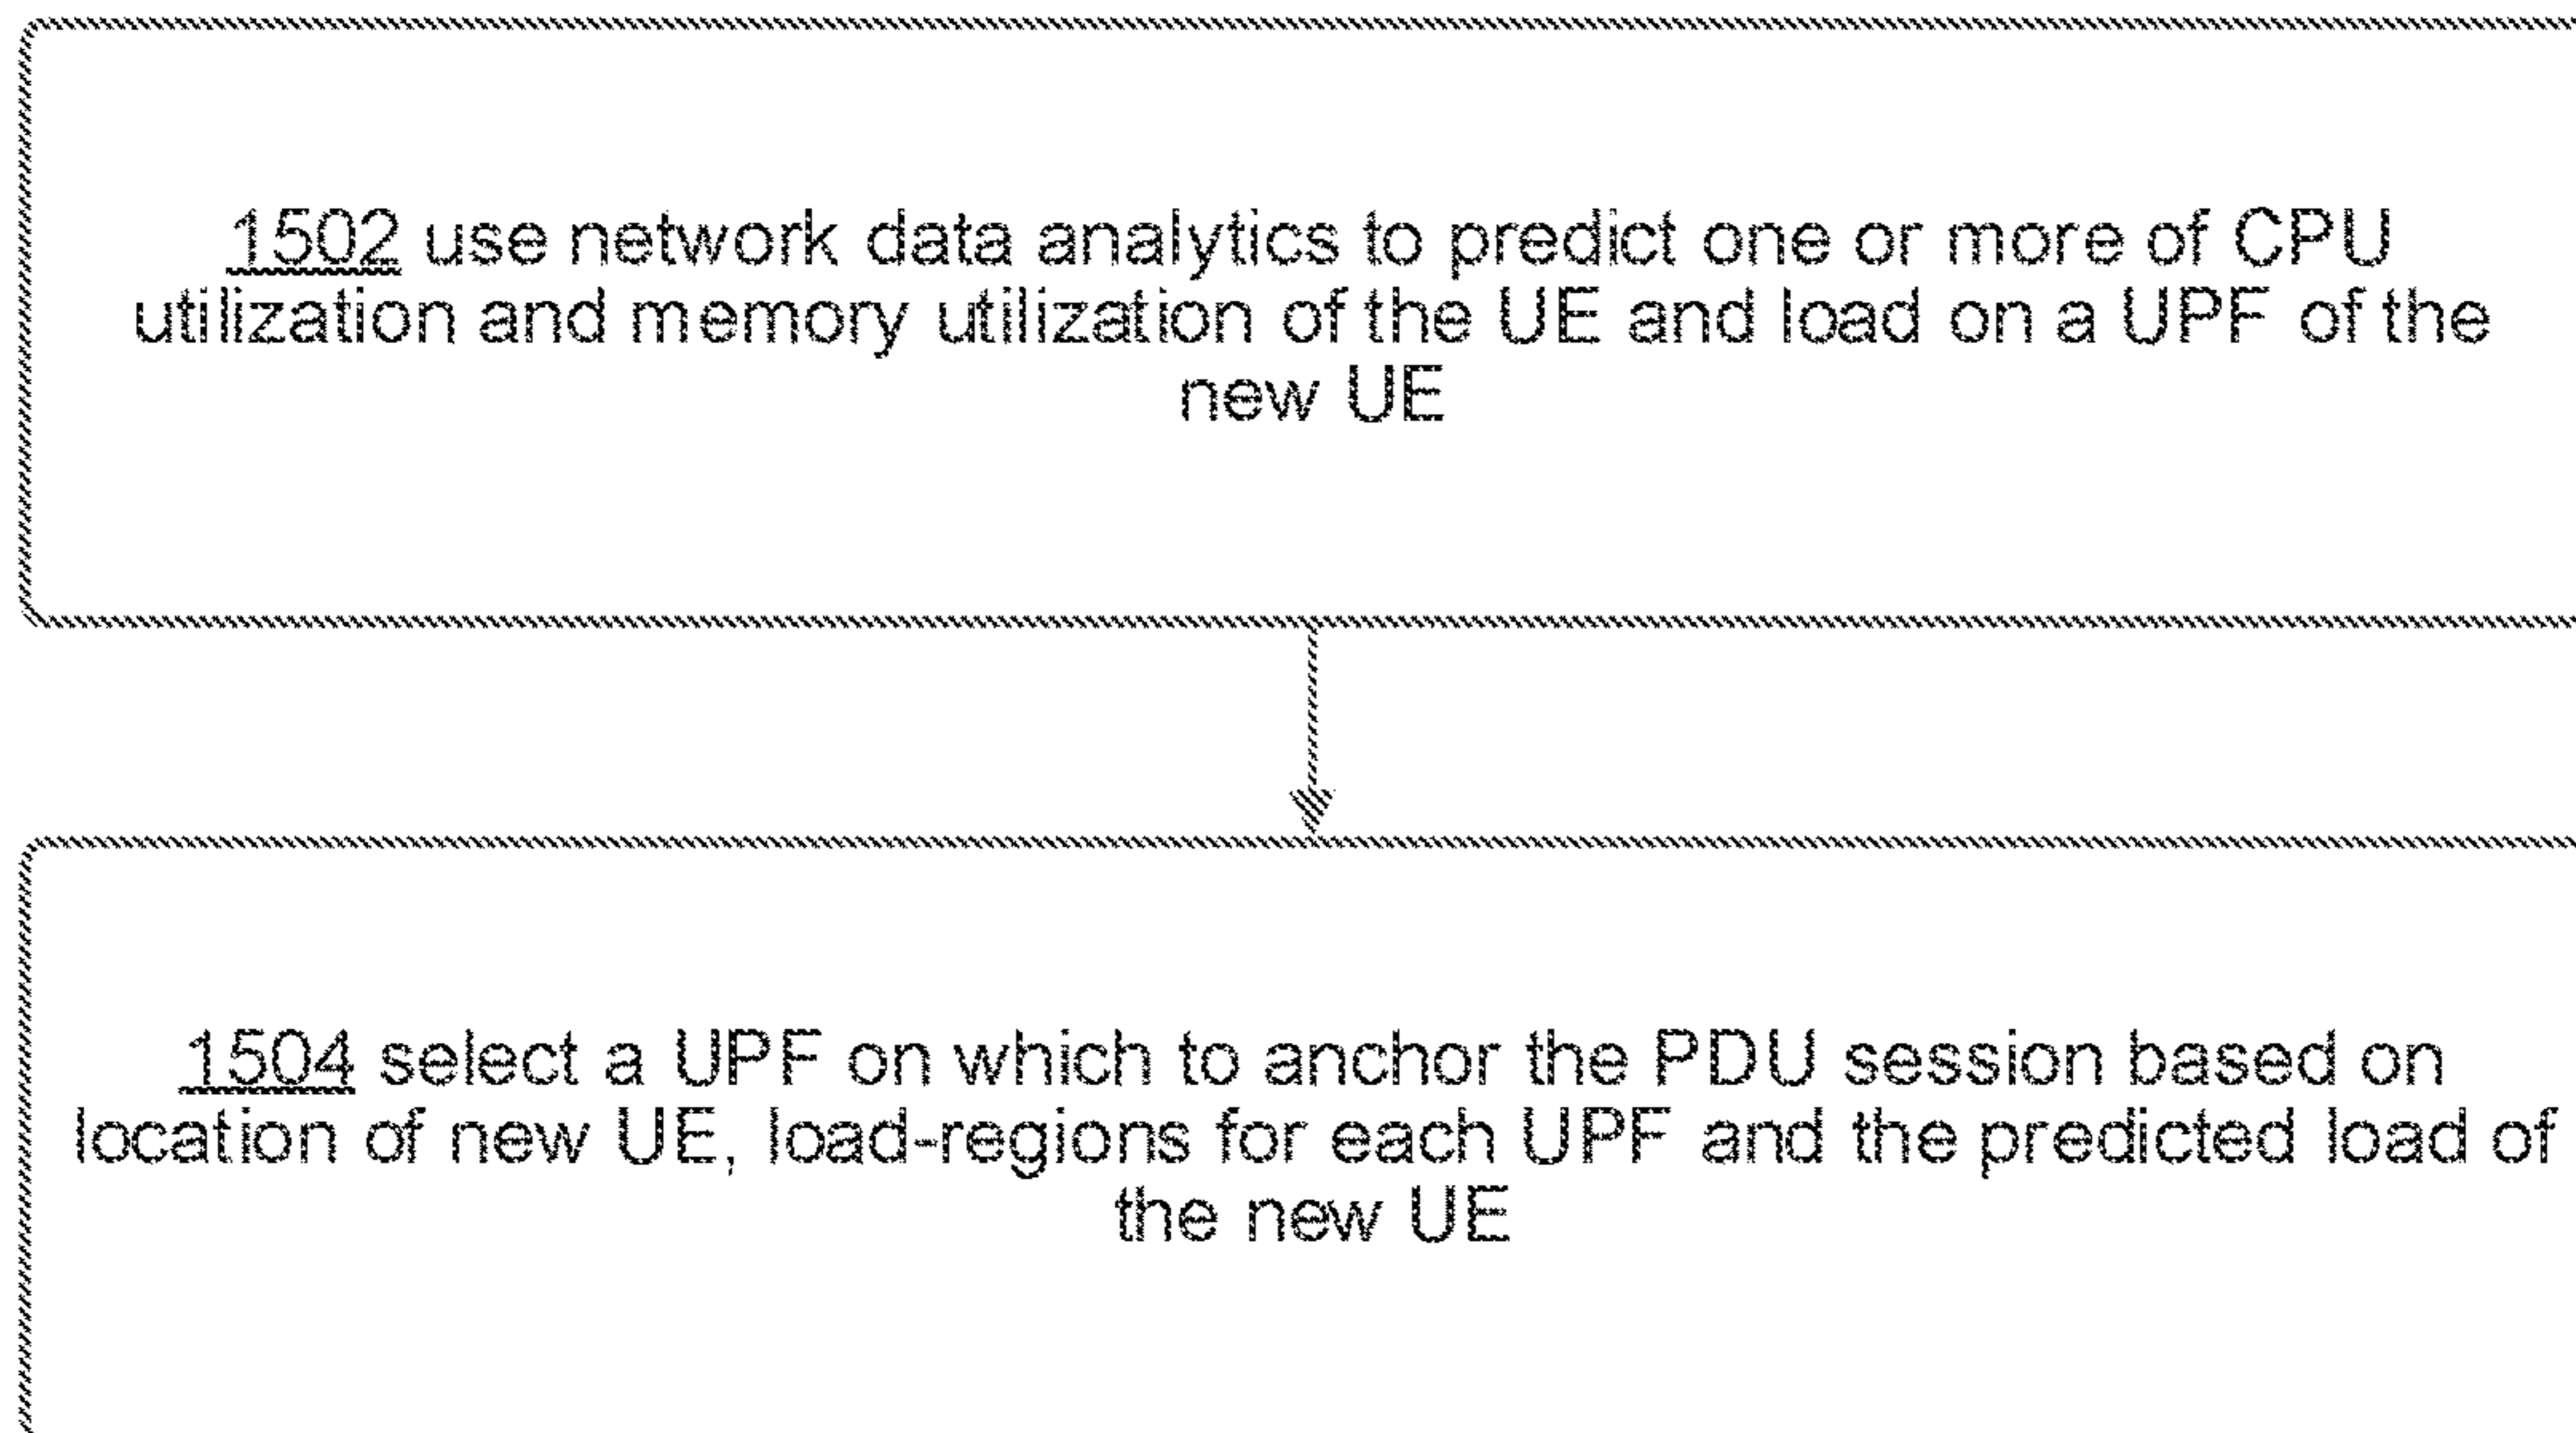 1502 use network data analytics to predict one or more of CPU
utilization and memory utilization of the UE and load on a UPF of the
new UE
1504 select a UPF on which to anchor the PDU session based on
location of new UE, load-regions for each UPF and the predicted load of
the new UE